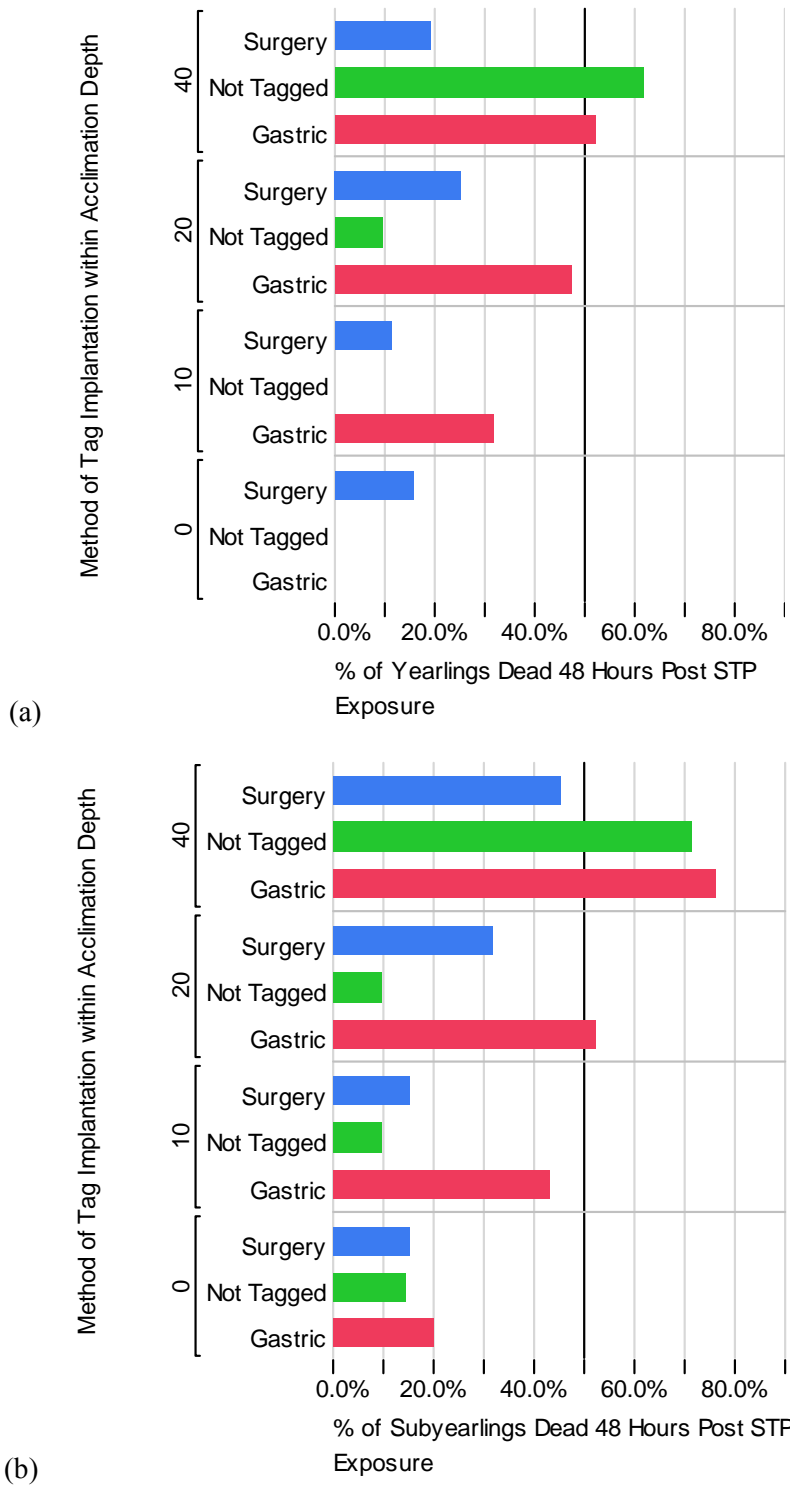 Method of Tag Implantation within Acclimation Depth
40
Surgery
Not Tagged
Gastric
20
Surgery
Not Tagged
Gastric
10
Surgery
Not Tagged
Gastric
0
Surgery
Not Tagged
Gastric
0.0% 20.0% 40.0% 60.0% 80.0%
% of Yearlings Dead 48 Hours Post STP
Exposure
(a)
Method of Tag Implantation within Acclimation Depth
40
Surgery
Not Tagged
Gastric
20
Surgery
Not Tagged
Gastric
10
Surgery
Not Tagged
Gastric
0
Surgery
Not Tagged
Gastric
0.0% 20.0% 40.0% 60.0% 80.0%
% of Subyearlings Dead 48 Hours Post STP
Exposure
(b)